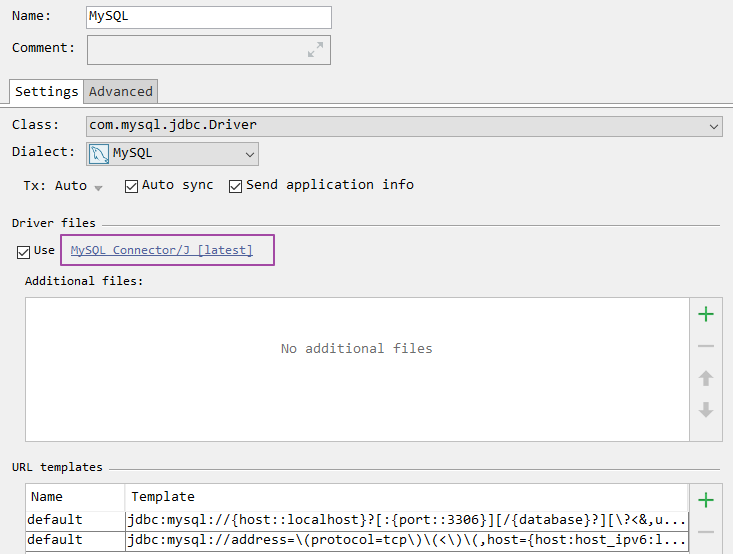 Name: MySQL
Comment:
Settings Advanced
Class: com.mysql.jdbc.Driver
Dialect: MySQL
Tx: Auto Auto sync Send application info
Driver files
Use MySQL Connector/J [latest]
Additional files:
No additional files
URL templates
Name Template
default jdbc:mysql://{host::localhost}?[:{port::3306}][/{database}?][\?<&,u...
default jdbc:mysql://address=\(protocol=tcp\)\(<\)\(,host={host:host_ipv6:l...